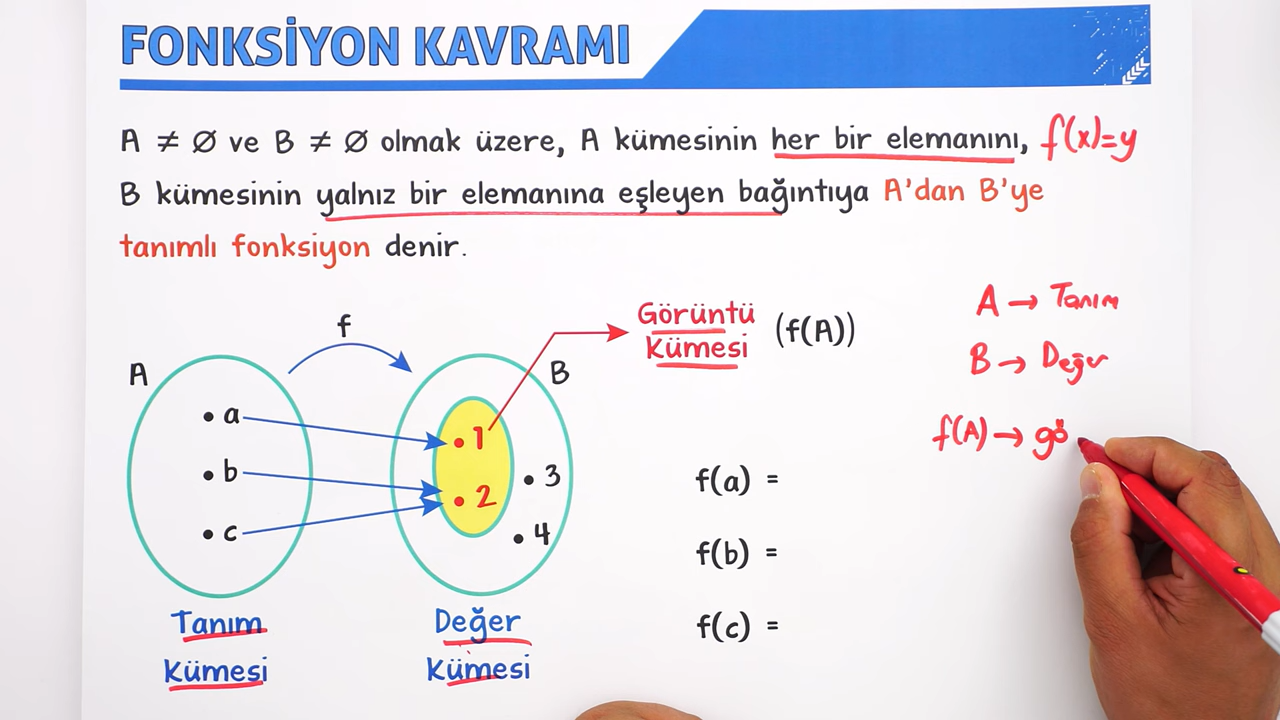 FONKSİYON KAVRAMI
A ≠ Ø ve B ≠ Ø olmak üzere, A kümesinin her bir elemanını, f(x)=y
B kümesinin yalnız bir elemanına eşleyen bağıntıya A'dan B'ye
tanımlı fonksiyon denir.
f
A
• a
• b
• c
Tanım
Kümesi
B
• 1
• 2
• 3
• 4
Değer
Kümesi
Görüntü
Kümesi (f(A))
f(a) =
f(b) =
f(c) =
A → Tanım
B → Değer
f(A) → gö